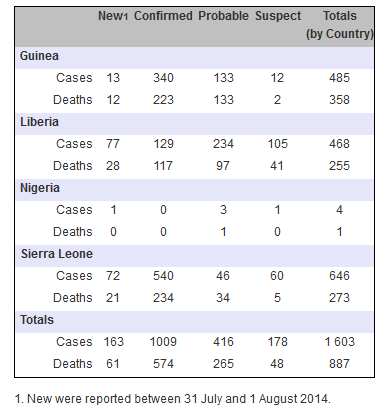 New1 Confirmed Probable Suspect Totals
(by Country)
Guinea
Cases 13 340 133 12 485
Deaths 12 223 133 2 358
Liberia
Cases 77 129 234 105 468
Deaths 28 117 97 41 255
Nigeria
Cases 1 0 3 1 4
Deaths 0 0 1 0 1
Sierra Leone
Cases 72 540 46 60 646
Deaths 21 234 34 5 273
Totals
Cases 163 1009 416 178 1 603
Deaths 61 574 265 48 887
1. New were reported between 31 July and 1 August 2014.